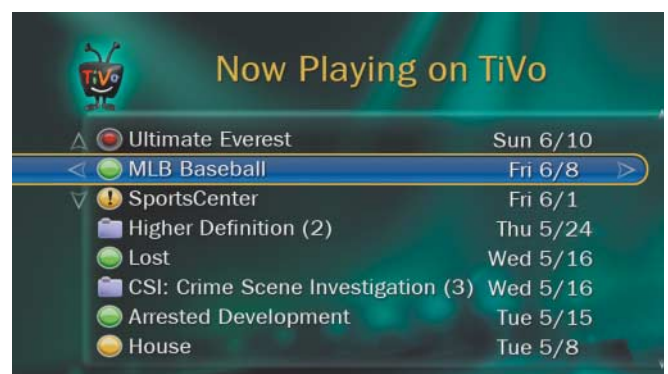 TiVo
Now Playing on TiVo
Ultimate Everest Sun 6/10
MLB Baseball Fri 6/8
SportsCenter Fri 6/1
Higher Definition (2) Thu 5/24
Lost Wed 5/16
CSI: Crime Scene Investigation (3) Wed 5/16
Arrested Development Tue 5/15
House Tue 5/8